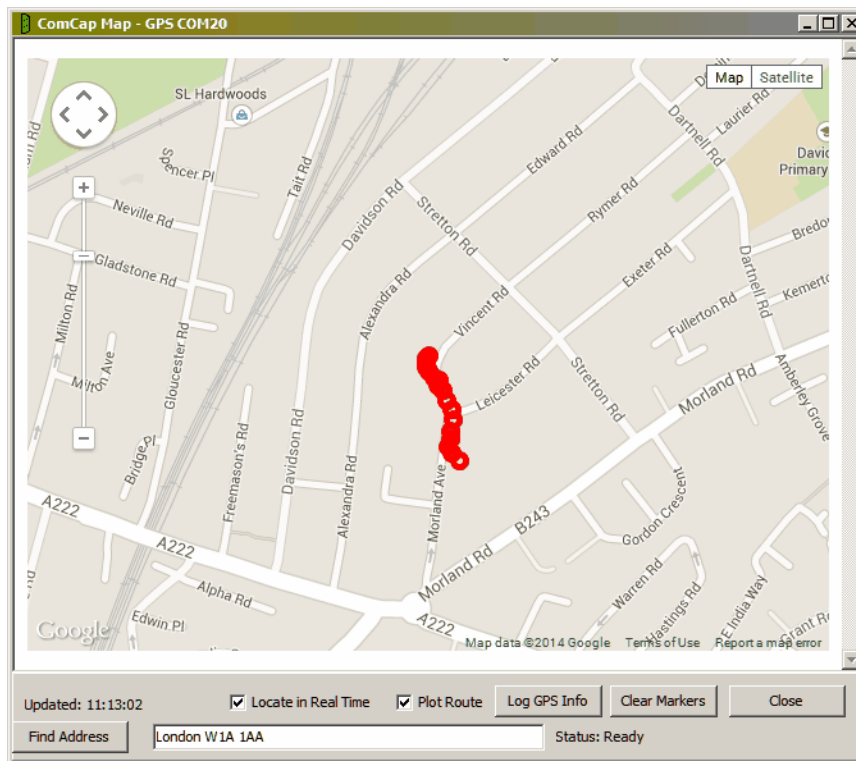 ComCap Map - GPS COM20
Map Satellite
SL Hardwoods
Spencer Pl
Tait Rd
Neville Rd
Gladstone Rd
Milton Rd
Milton Ave
Gloucester Rd
Bridge Pl
Freemason's Rd
Davidson Rd
Davidson Rd
Alexandra Rd
Alexandra Rd
Edward Rd
Stretton Rd
Stretton Rd
Vincent Rd
Rymer Rd
Laurier Rd
Dartnell Rd
Dartnell Rd
Primary
Exeter Rd
Leicester Rd
Fullerton Rd
Morland Rd
Morland Rd
B243
Amberley Grove
Gordon Crescent
Morland Ave
Warren Rd
Hastings Rd
E India Way
A222
A222
A222
Alpha Rd
Edwin Pl
Google
Map data ©2014 Google Terms of Use Report a map error
Updated: 11:13:02
Locate in Real Time
Plot Route
Log GPS Info
Clear Markers
Close
Find Address
London W1A 1AA
Status: Ready